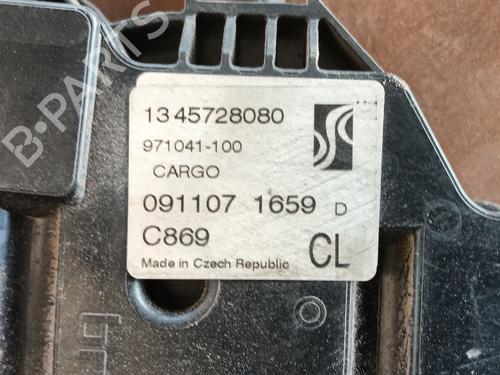 B-PARTS
1345728080
971041-100
CARGO
091107 1659 D
C869
CL
Made in Czech Republic